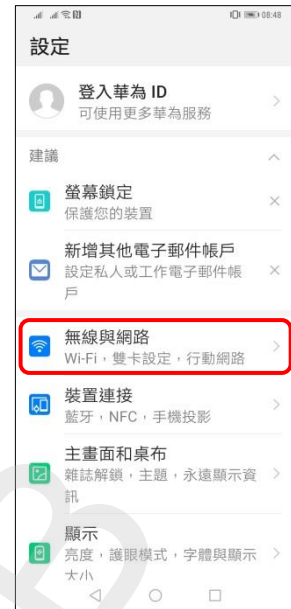 08:48
設定
登入華為 ID
可使用更多華為服務
建議
螢幕鎖定
保護您的裝置
新增其他電子郵件帳戶
設定私人或工作電子郵件帳
戶
無線與網路
Wi-Fi，雙卡設定，行動網路
裝置連接
藍牙，NFC，手機投影
主畫面和桌布
雜誌解鎖，主題，永遠顯示資
訊
顯示
亮度，護眼模式，字體與顯示
大小